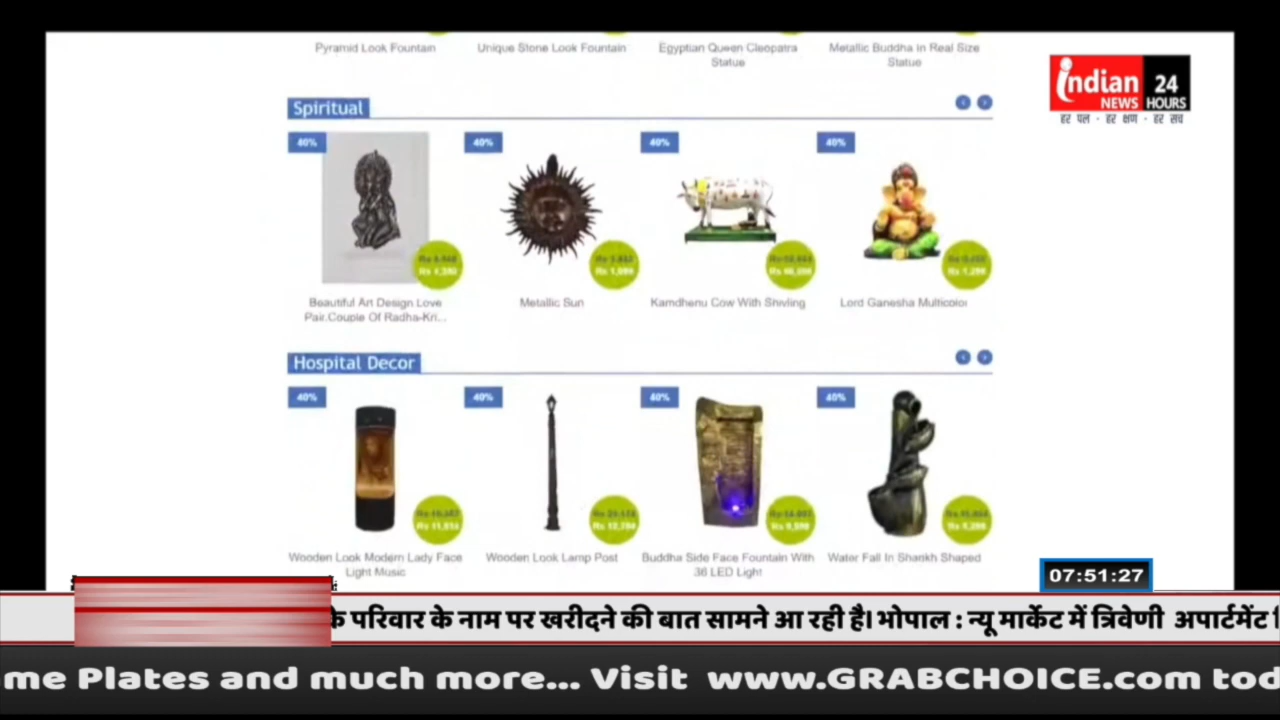 Pyramid Look Fountain
Unique Stone Look Fountain
Egyptian Queen Cleopatra
Statue
Metallic Buddha In Real Size
Statue
indian
NEWS
24
HOURS
हर पल - हर क्षण - हर सच
Spiritual
40%
40%
40%
40%
Rs 1,299
Beautiful Art Design Love
Pair.Couple Of Radha-Kri...
Metallic Sun
Kamdhenu Cow With Shivling
Lord Ganesha Multicolor
Hospital Decor
40%
40%
40%
40%
Wooden Look Modern Lady Face
Light Music
Wooden Look Lamp Post
Buddha Side Face Fountain With
36 LED Light
Water Fall In Shankh Shaped
07:51:27
के परिवार के नाम पर खरीदने की बात सामने आ रही है। भोपाल : न्यू मार्केट में त्रिवेणी अपार्टमेंट
me Plates and much more... Visit www.GRABCHOICE.com tod